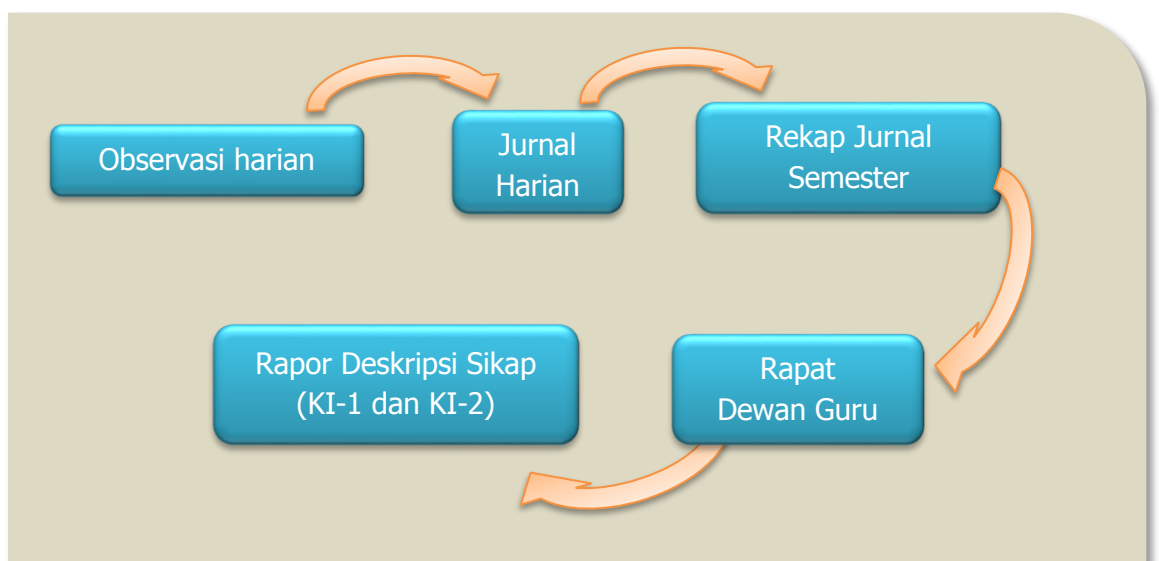 Observasi harian
Jurnal
Harian
Rekap Jurnal
Semester
Rapat
Dewan Guru
Rapor Deskripsi Sikap
(KI-1 dan KI-2)